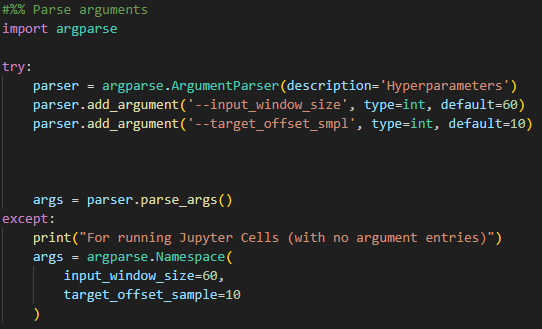 #%% Parse arguments
import argparse
try:
    parser = argparse.ArgumentParser(description='Hyperparameters')
    parser.add_argument('--input_window_size', type=int, default=60)
    parser.add_argument('--target_offset_smpl', type=int, default=10)
    args = parser.parse_args()
except:
    print("For running Jupyter Cells (with no argument entries)")
    args = argparse.Namespace(
        input_window_size=60,
        target_offset_sample=10
    )